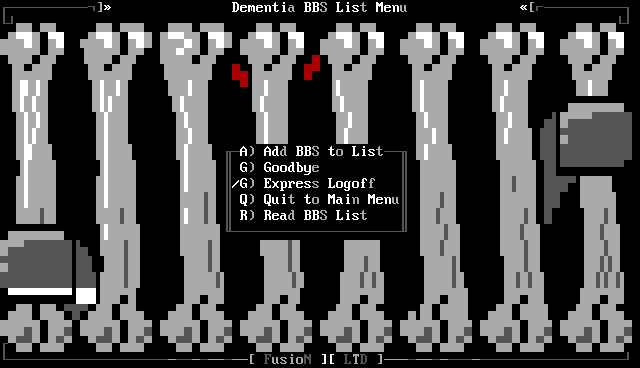 Dementia BBS List Menu
A) Add BBS to List
G) Goodbye
/G) Express Logoff
Q) Quit to Main Menu
R) Read BBS List
[ FusioN ][ LTD ]